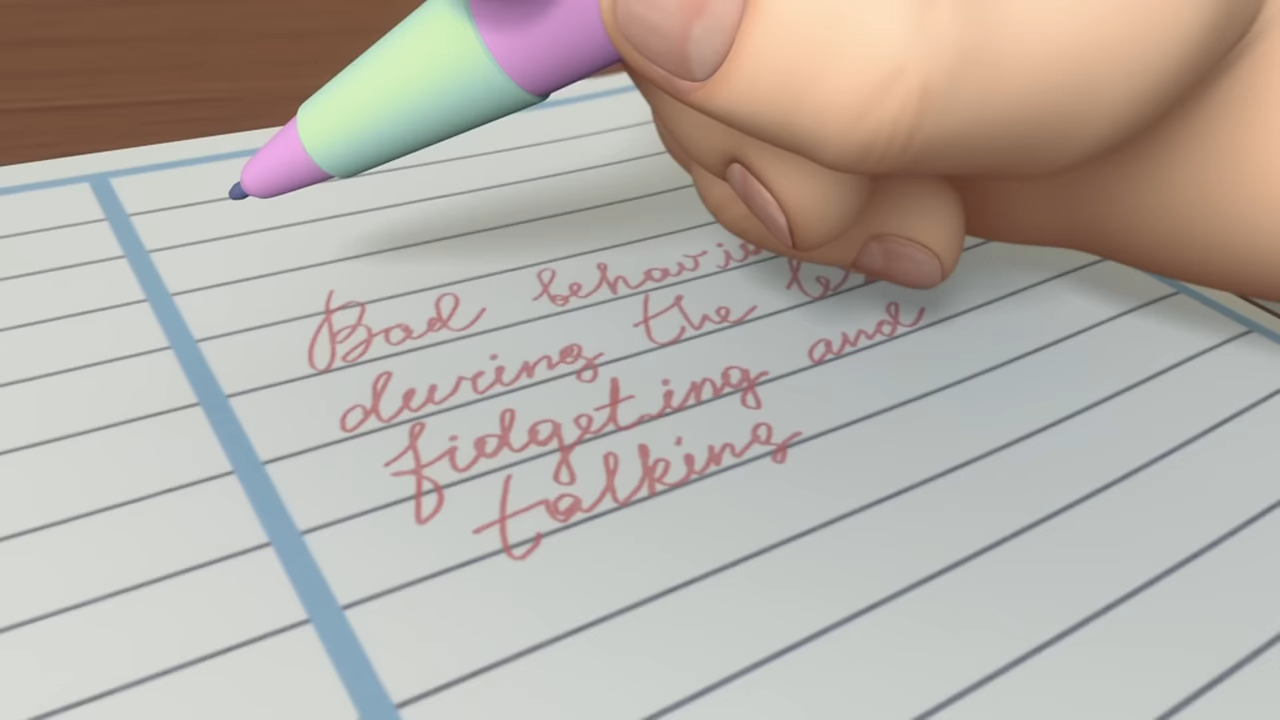 Bad
during the
fidgeting and
talking